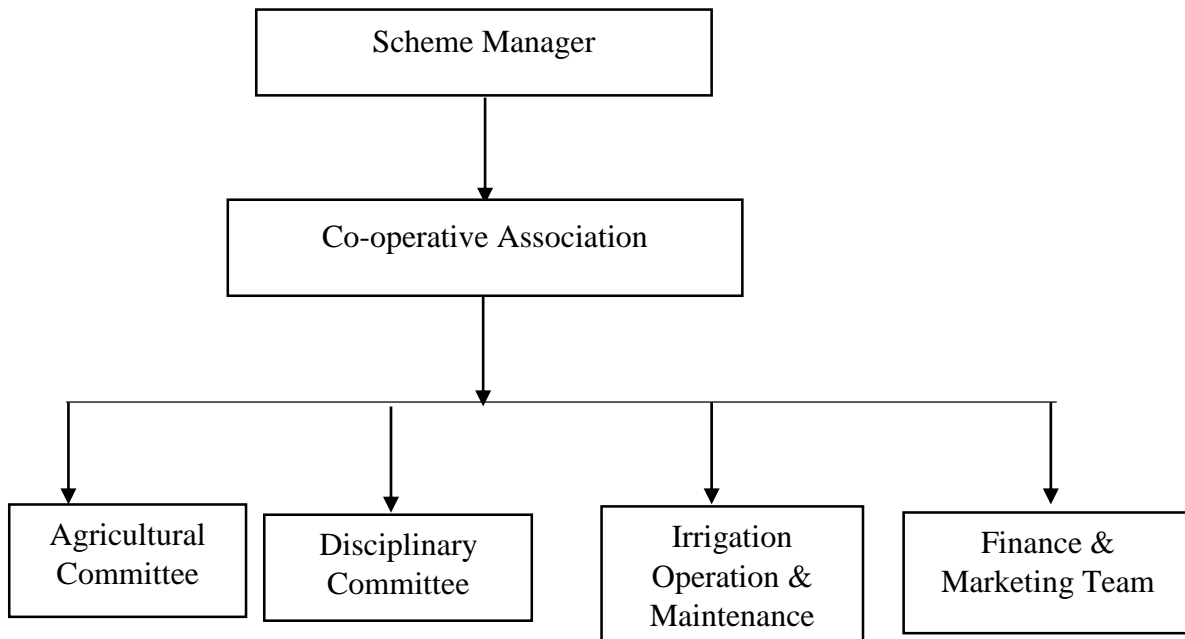 Scheme Manager
Co-operative Association
Agricultural
Committee
Disciplinary
Committee
Irrigation
Operation &
Maintenance
Finance &
Marketing Team